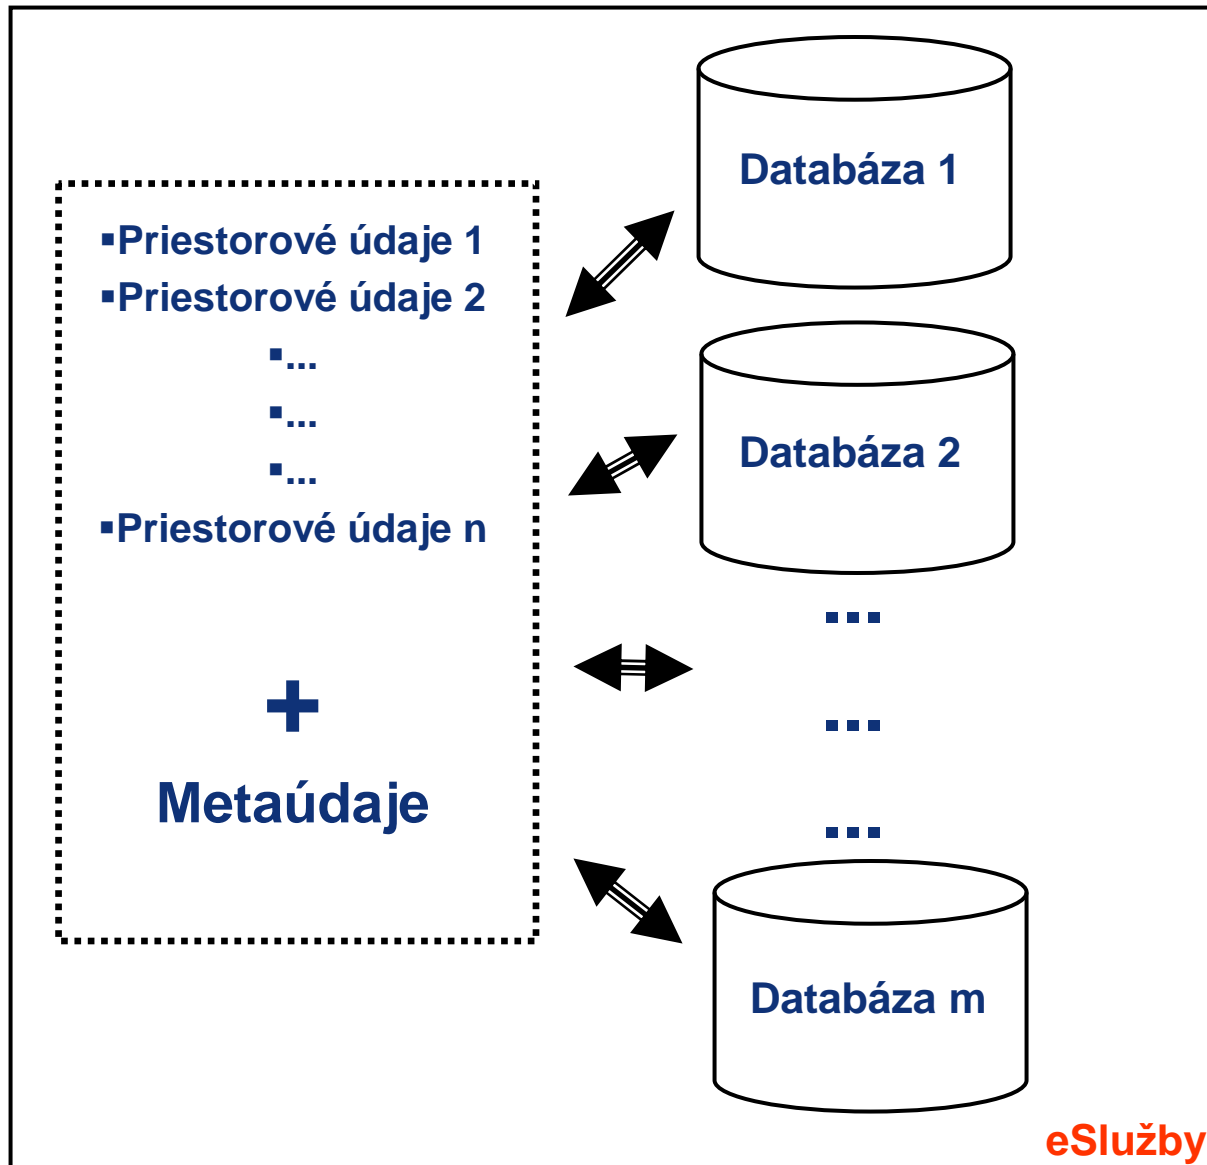 ▪Priestorové údaje 1
▪Priestorové údaje 2
▪...
▪...
▪...
▪Priestorové údaje n
+
Metaúdaje
Databáza 1
Databáza 2
...
...
...
Databáza m
eSlužby